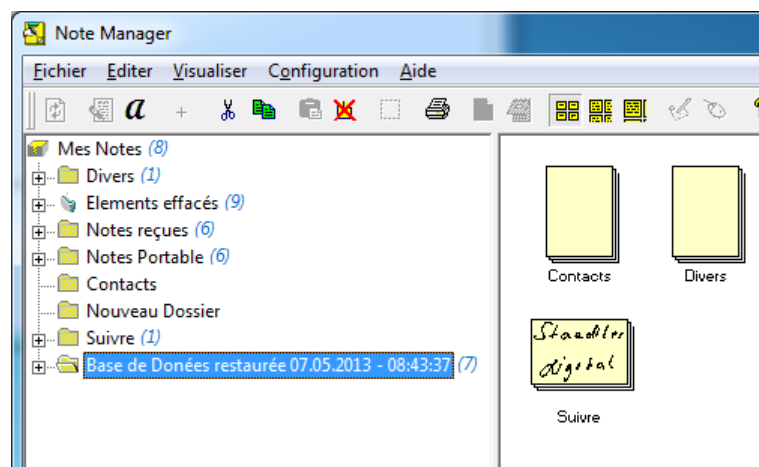 Note Manager
Fichier Editer Visualiser Configuration Aide
a
Mes Notes (8)
Divers (1)
Elements effacés (9)
Notes reçues (6)
Notes Portable (6)
Contacts
Nouveau Dossier
Suivre (1)
Base de Donées restaurée 07.05.2013 - 08:43:37 (7)
Contacts Divers
Staedtler
digital
Suivre